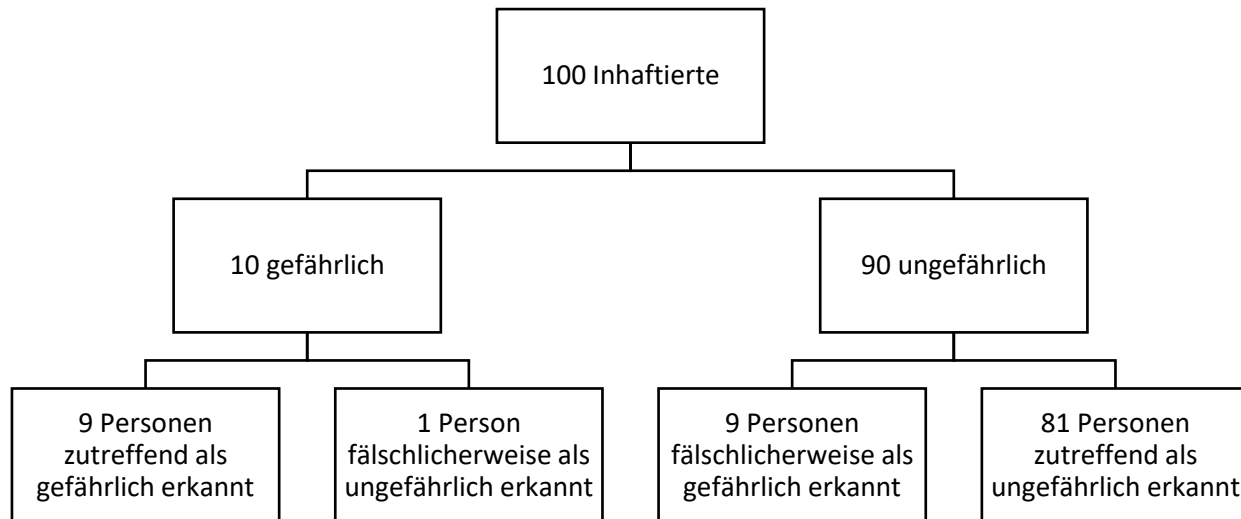 100 Inhaftierte
10 gefährlich
90 ungefährlich
9 Personen
zutreffend als
gefährlich erkannt
1 Person
fälschlicherweise als
ungefährlich erkannt
9 Personen
fälschlicherweise als
gefährlich erkannt
81 Personen
zutreffend als
ungefährlich erkannt